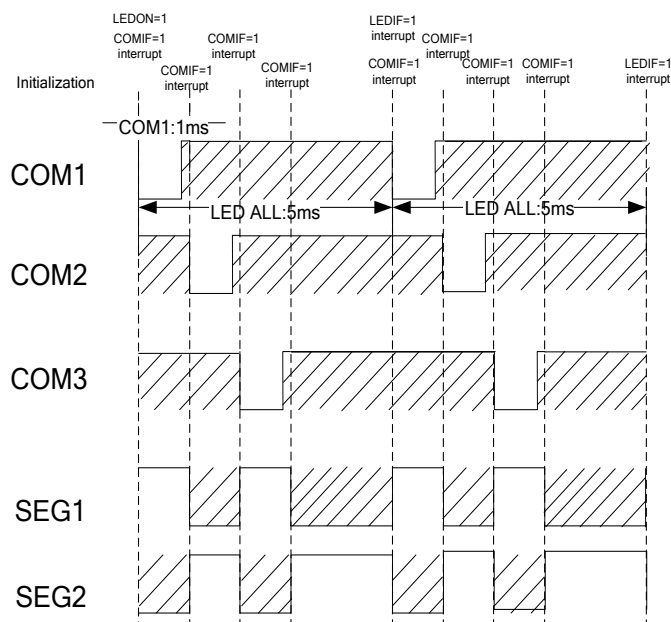 LEDON=1
COMIF=1
interrupt
COMIF=1
interrupt
COMIF=1
interrupt
COMIF=1
interrupt
LEDIF=1
interrupt
COMIF=1
interrupt
COMIF=1
interrupt
COMIF=1
interrupt
COMIF=1
interrupt
LEDIF=1
interrupt
Initialization
COM1:1ms
COM1
LED ALL:5ms
LED ALL:5ms
COM2
COM3
SEG1
SEG2